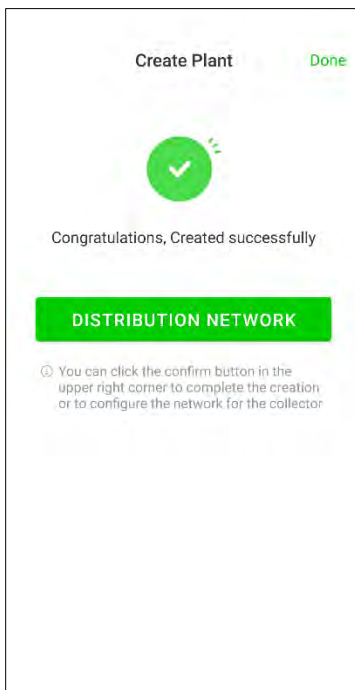 Create Plant Done
Congratulations, Created successfully
DISTRIBUTION NETWORK
You can click the confirm button in the
upper right corner to complete the creation
or to configure the network for the collector